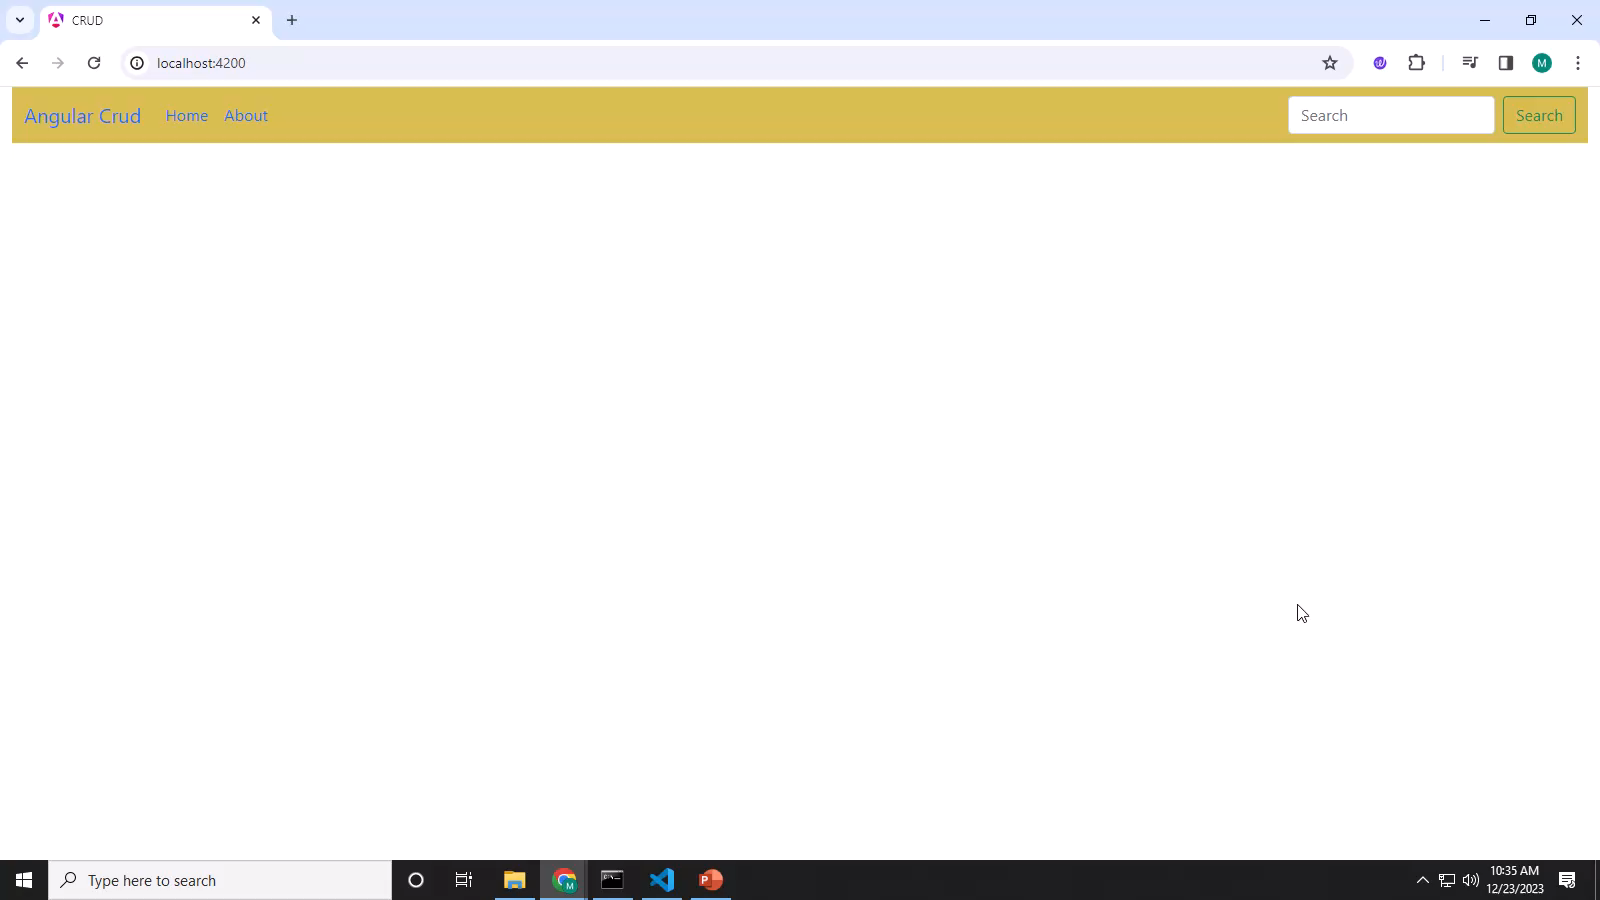 CRUD
localhost:4200
M
Angular Crud Home About Search Search
Type here to search
M
P
10:35 AM
12/23/2023